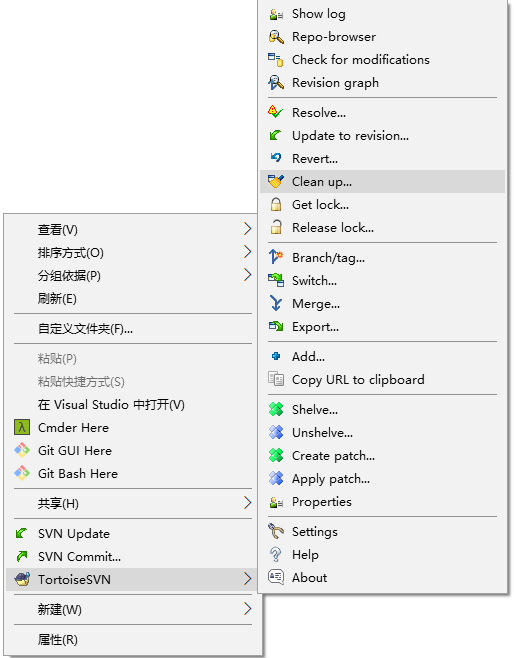 Show log
Repo-browser
Check for modifications
Revision graph
Resolve...
Update to revision...
Revert...
Clean up...
Get lock...
Release lock...
Branch/tag...
Switch...
Merge...
Export...
Add...
Copy URL to clipboard
Shelve...
Unshelve...
Create patch...
Apply patch...
Properties
Settings
Help
About
查看(V)
排序方式(O)
分组依据(P)
刷新(E)
自定义文件夹(F)...
粘贴(P)
粘贴快捷方式(S)
在 Visual Studio 中打开(V)
Cmder Here
Git GUI Here
Git Bash Here
共享(H)
SVN Update
SVN Commit...
TortoiseSVN
新建(W)
属性(R)